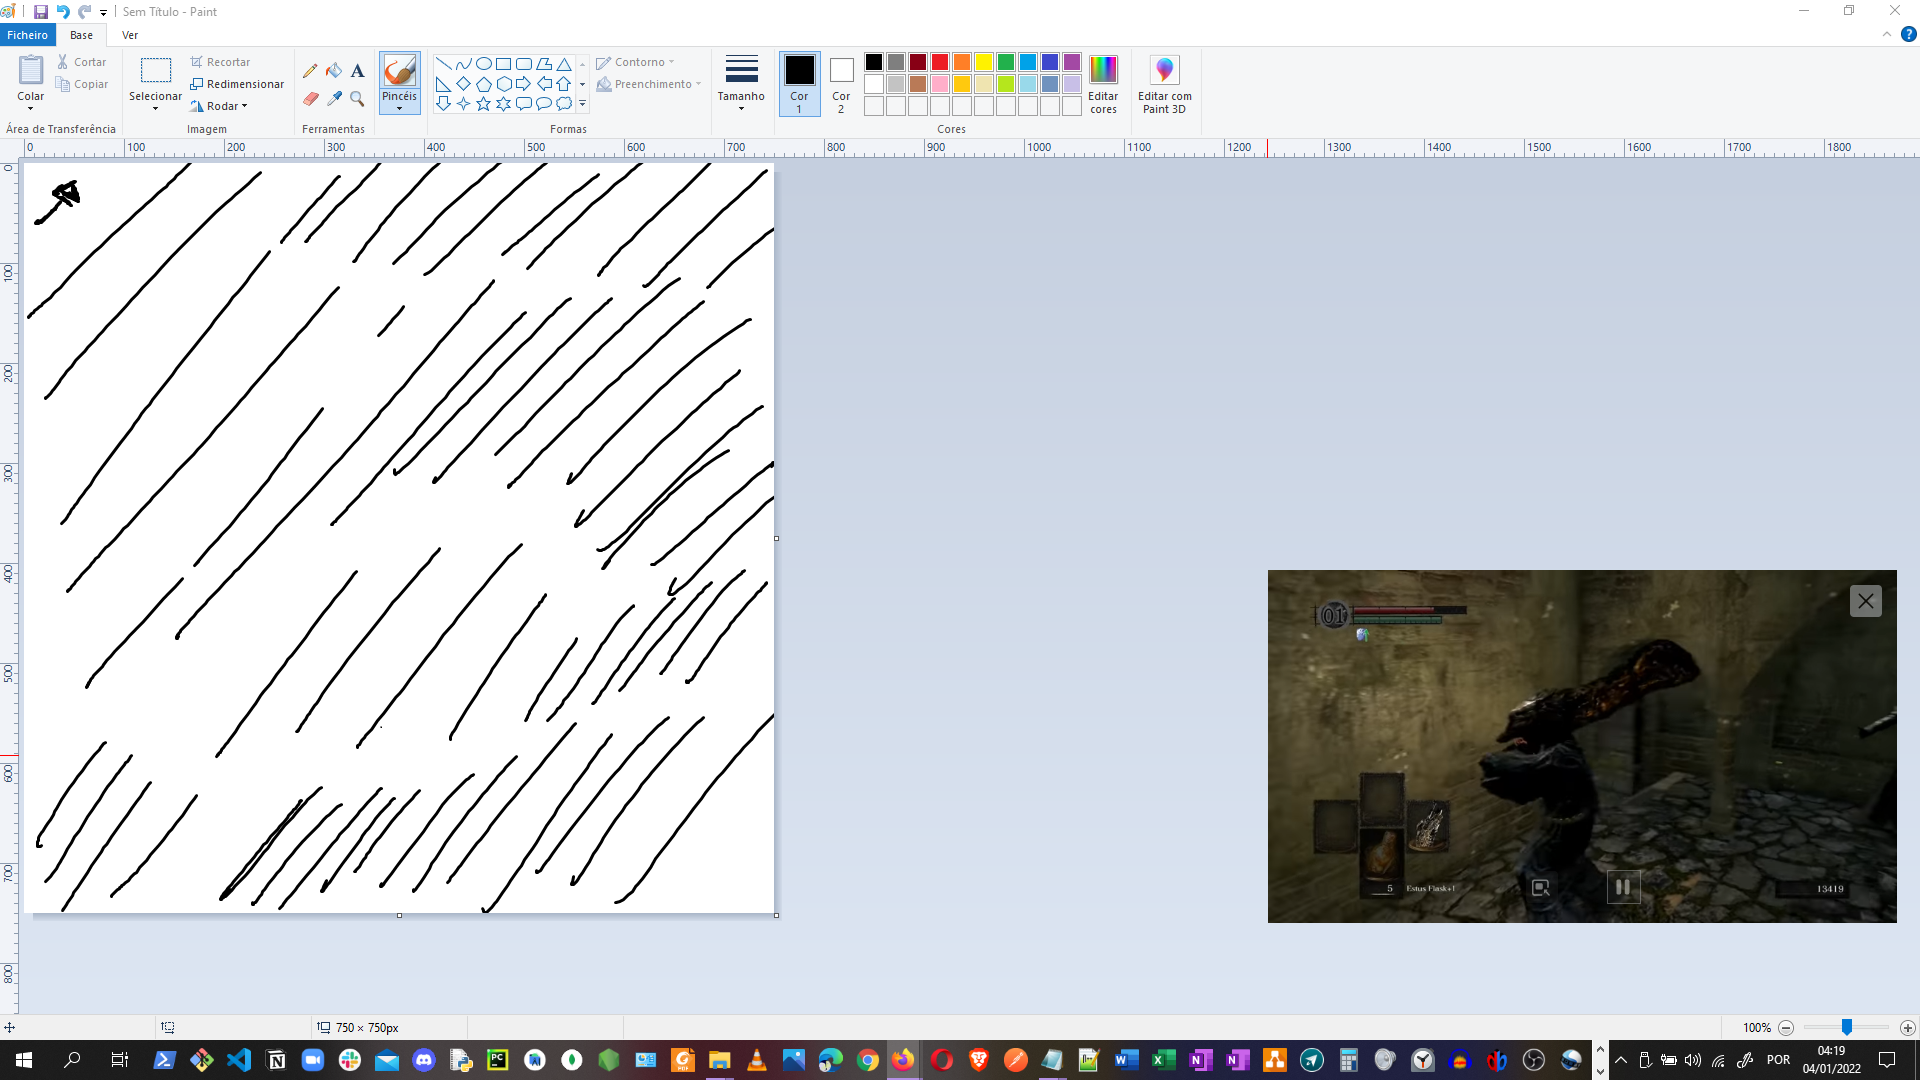 Sem Título - Paint
Ficheiro Base Ver
Colar
Cortar
Copiar
Área de Transferência
Selecionar
Recortar
Redimensionar
Rodar
Imagem
A
Ferramentas
Pincéis
Contorno
Preenchimento
Formas
Tamanho
Cor 1
Cor 2
Editar cores
Editar com Paint 3D
Cores
0 100 200 300 400 500 600 700 800 900 1000 1100 1200 1300 1400 1500 1600 1700 1800
0
100
200
300
400
500
600
700
800
01
5 Estus Flask+1
13419
750 × 750px
100%
POR
04:19
04/01/2022